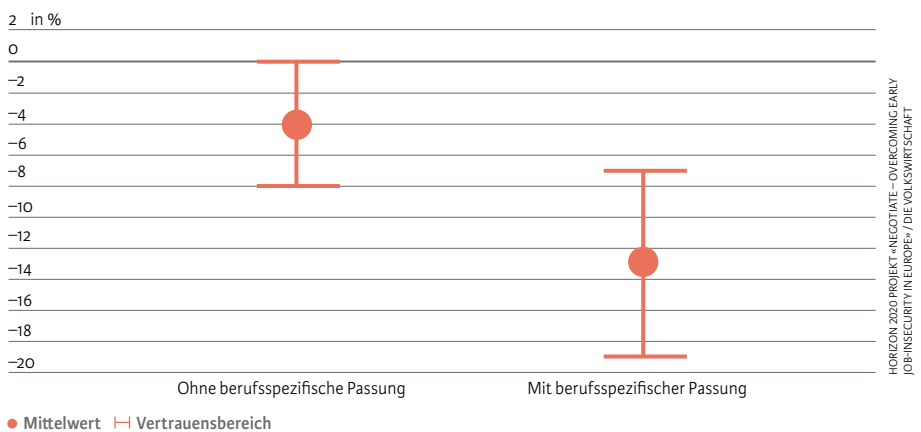 2 in %
0
–2
–4
–6
–8
–10
–12
–14
–16
–18
–20
Ohne berufsspezifische Passung
Mit berufsspezifischer Passung
Mittelwert
Vertrauensbereich
HORIZON 2020 PROJEKT «NEGOTIATE – OVERCOMING EARLY
JOB-INSECURITY IN EUROPE» / DIE VOLKSWIRTSCHAFT